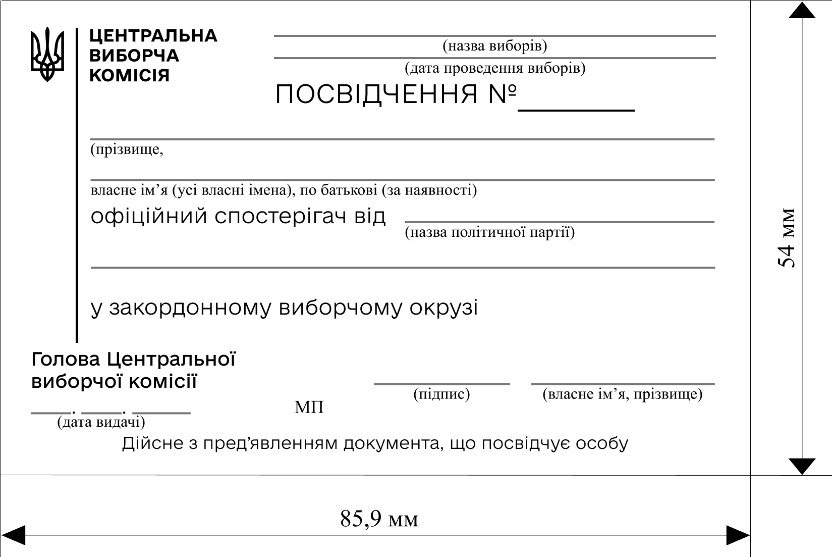 ЦЕНТРАЛЬНА
ВИБОРЧА
КОМІСІЯ
(назва виборів)
(дата проведення виборів)
ПОСВІДЧЕННЯ №
(прізвище,
власне ім’я (усі власні імена), по батькові (за наявності)
офіційний спостерігач від
(назва політичної партії)
у закордонному виборчому окрузі
Голова Центральної
виборчої комісії
(підпис)
(власне ім’я, прізвище)
. .
МП
(дата видачі)
Дійсне з пред’явленням документа, що посвідчує особу
54 мм
85,9 мм